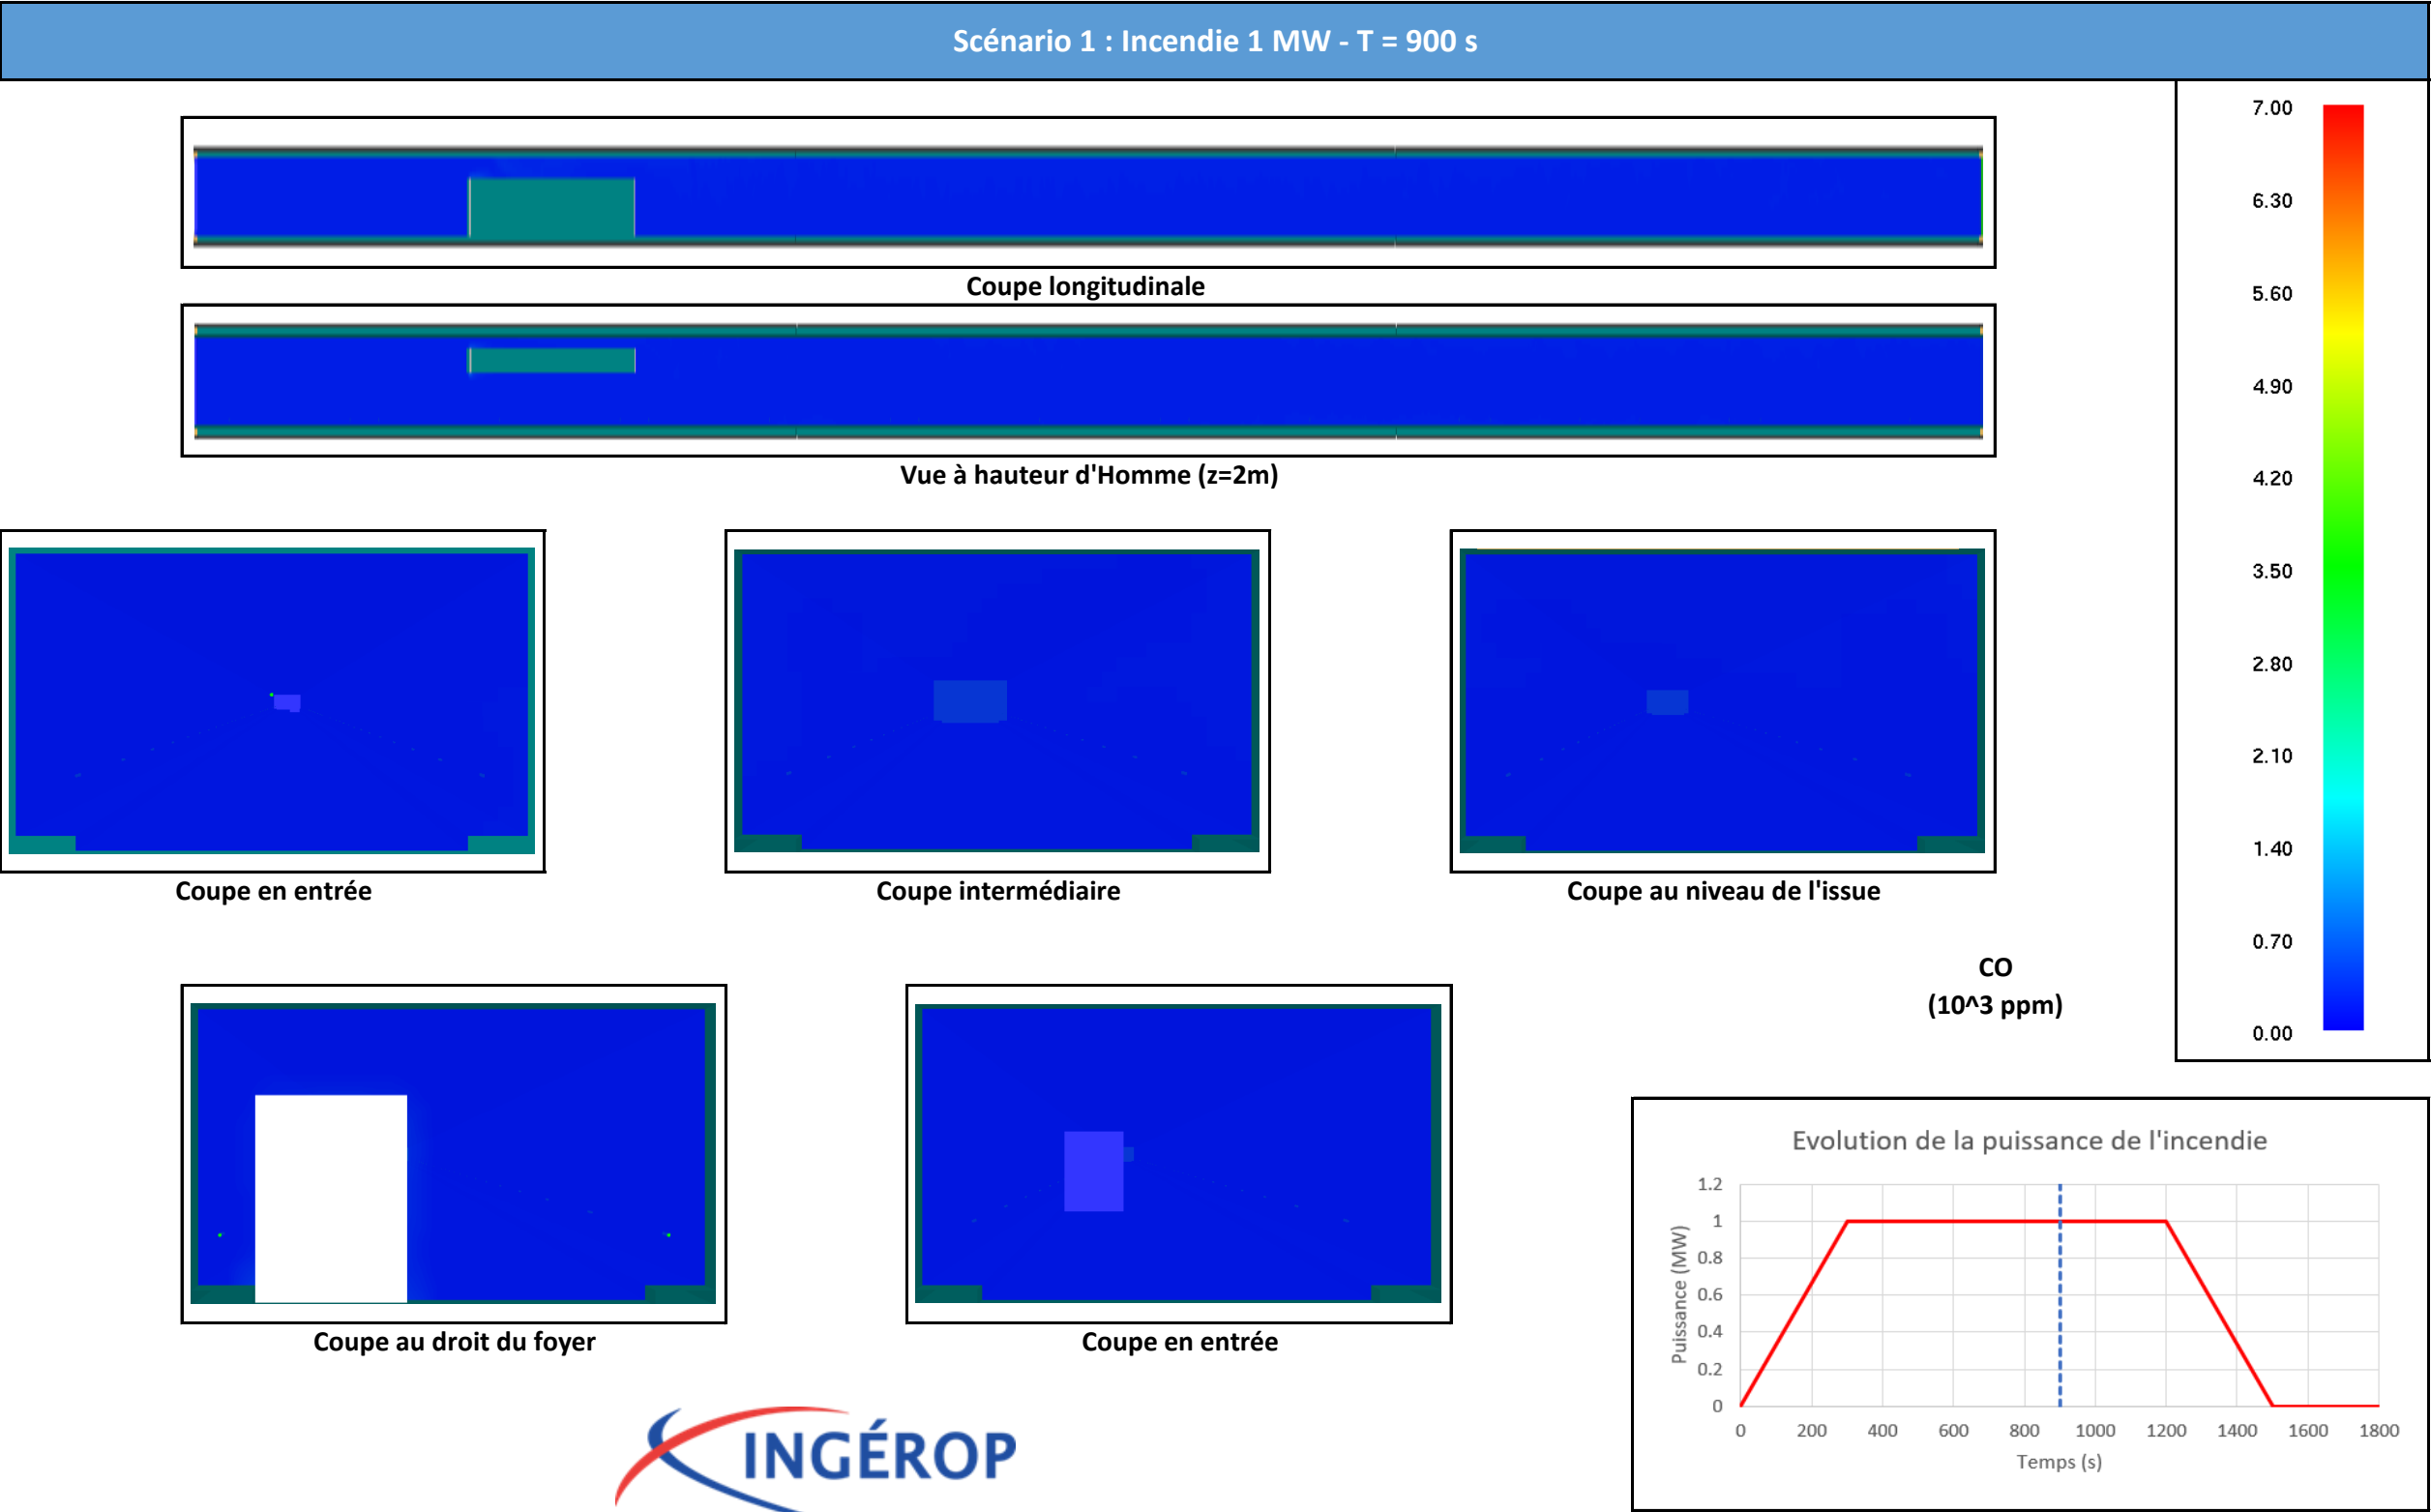 Scénario 1 : Incendie 1 MW - T = 900 s
Coupe longitudinale
Vue à hauteur d'Homme (z=2m)
Coupe en entrée
Coupe intermédiaire
Coupe au niveau de l'issue
Coupe au droit du foyer
Coupe en entrée
7.00
6.30
5.60
4.90
4.20
3.50
2.80
2.10
1.40
0.70
0.00
CO
(10^3 ppm)
Evolution de la puissance de l'incendie
Puissance (MW)
1.2
1
0.8
0.6
0.4
0.2
0
0 200 400 600 800 1000 1200 1400 1600 1800
Temps (s)
INGÉROP